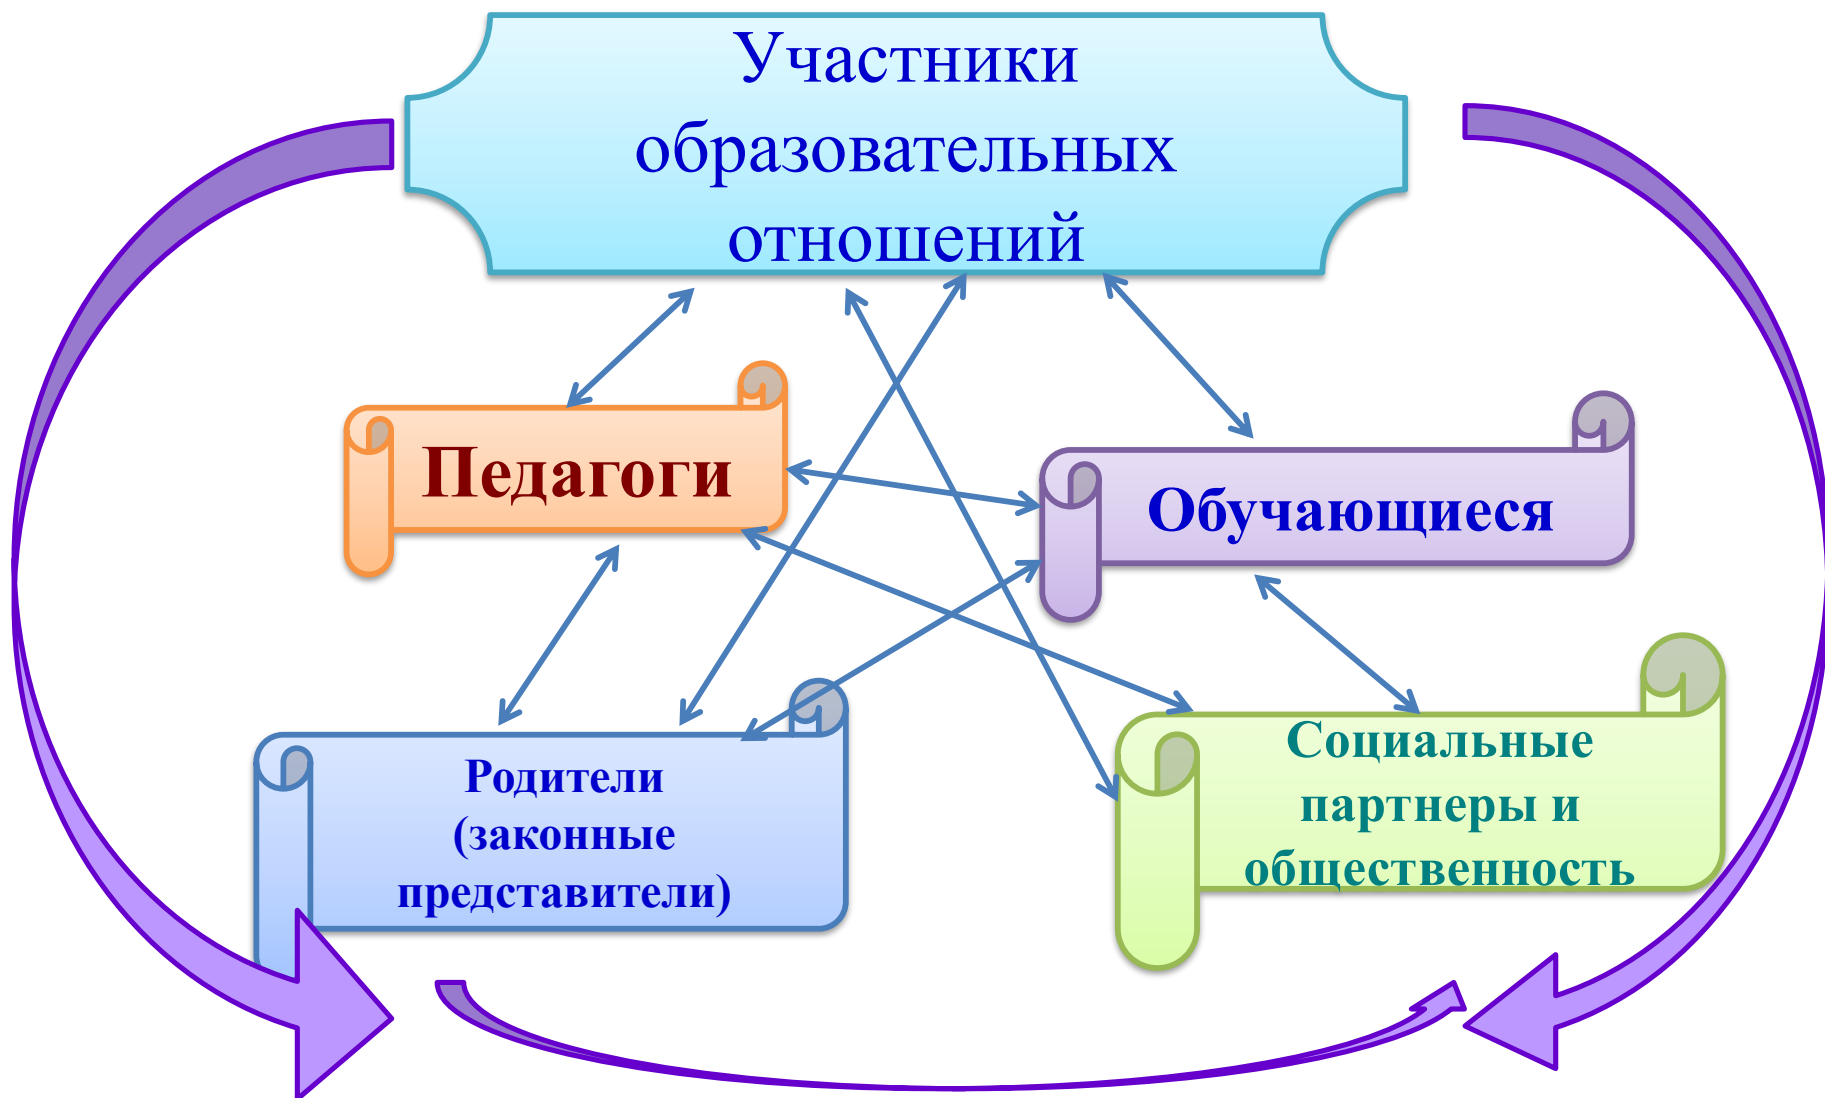 Участники
образовательных
отношений
Педагоги
Обучающиеся
Родители
(законные
представители)
Социальные
партнеры и
общественность